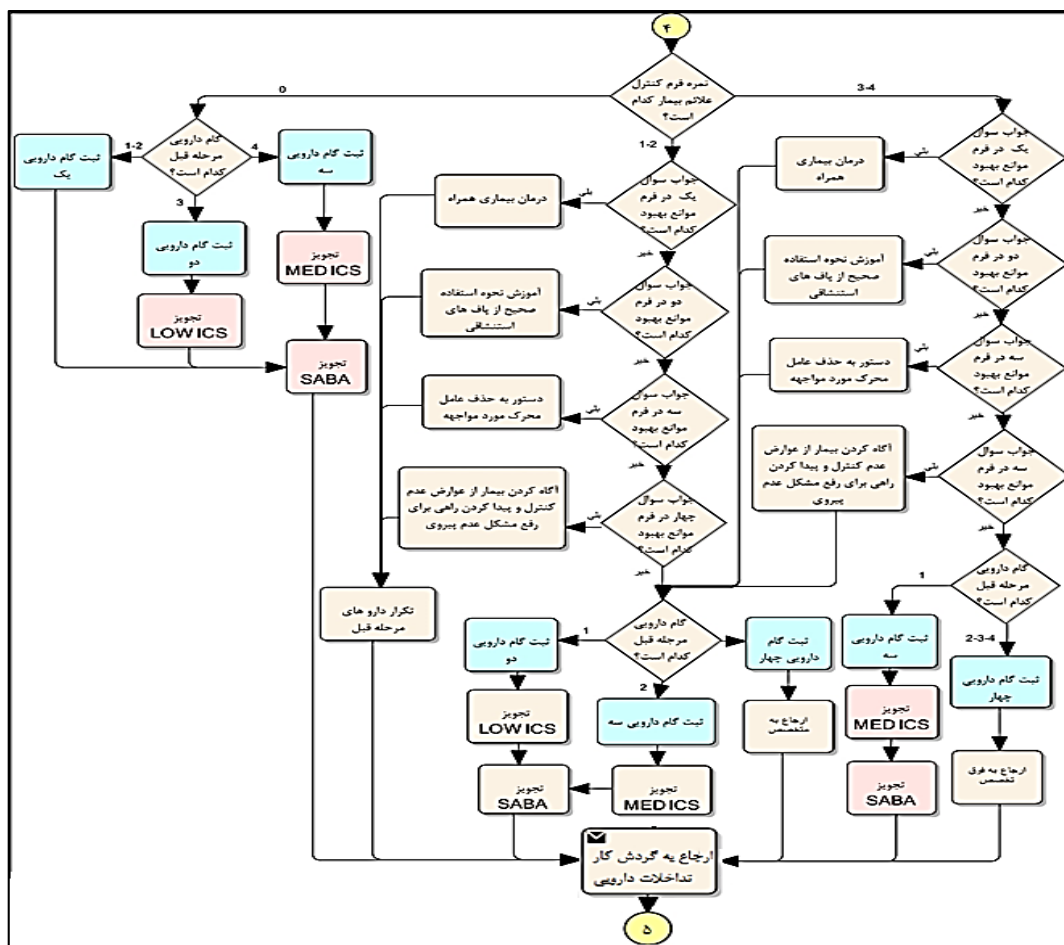 ۴
نمره فرم کنترل
علائم بیمار کدام
است؟
0
3-4
1-2
گام دارویی
مرحله قبل
کدام است؟
1-2
ثبت گام دارویی
یک
4
ثبت گام دارویی
سه
3
ثبت گام دارویی
دو
تجویز
MEDICS
تجویز
LOW ICS
تجویز
SABA
جواب سوال
یک در فرم
موانع بهبود
کدام است؟
بلی
درمان بیماری همراه
خیر
جواب سوال
دو در فرم
موانع بهبود
کدام است؟
بلی
آموزش نحوه استفاده
صحیح از پاف های
استنشاقی
خیر
جواب سوال
سه در فرم
موانع بهبود
کدام است؟
بلی
دستور به حذف عامل
محرک مورد مواجهه
خیر
جواب سوال
چهار در فرم
موانع بهبود
کدام است؟
بلی
آگاه کردن بیمار از عوارض عدم
کنترل و پیدا کردن راهی برای
رفع مشکل عدم پیروی
خیر
تکرار دارو های
مرحله قبل
گام دارویی
مرحله قبل
کدام است؟
1
ثبت گام دارویی
دو
تجویز
LOW ICS
تجویز
SABA
2
ثبت گام دارویی سه
تجویز
MEDICS
ثبت گام
دارویی چهار
ارجاع به
متخصص
جواب سوال
یک در فرم
موانع بهبود
کدام است؟
بلی
درمان بیماری
همراه
خیر
جواب سوال
دو در فرم
موانع بهبود
کدام است؟
بلی
آموزش نحوه استفاده
صحیح از پاف های
استنشاقی
خیر
جواب سوال
سه در فرم
موانع بهبود
کدام است؟
بلی
دستور به حذف عامل
محرک مورد مواجهه
خیر
جواب سوال
سه در فرم
موانع بهبود
کدام است؟
بلی
آگاه کردن بیمار از عوارض
عدم کنترل و پیدا کردن
راهی برای رفع مشکل عدم
پیروی
خیر
گام دارویی
مرحله قبل
کدام است؟
1
ثبت گام دارویی
سه
تجویز
MEDICS
تجویز
SABA
2-3-4
ثبت گام دارویی
چهار
ارجاع به فوق
تخصص
ارجاع به گردش کار
تداخلات دارویی
۵